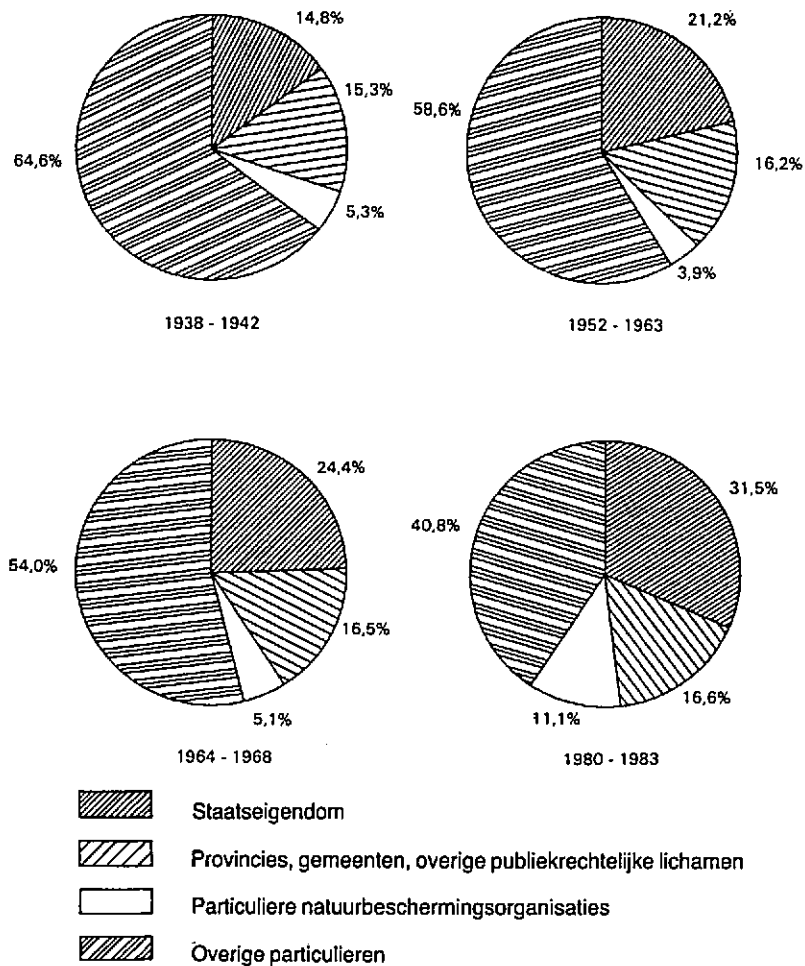 14,8%
15,3%
64,6%
5,3%
1938 - 1942
21,2%
58,6%
16,2%
3,9%
1952 - 1963
24,4%
54,0%
16,5%
5,1%
1964 - 1968
31,5%
40,8%
16,6%
11,1%
1980 - 1983
Staatseigendom
Provincies, gemeenten, overige publiekrechtelijke lichamen
Particuliere natuurbeschermingsorganisaties
Overige particulieren